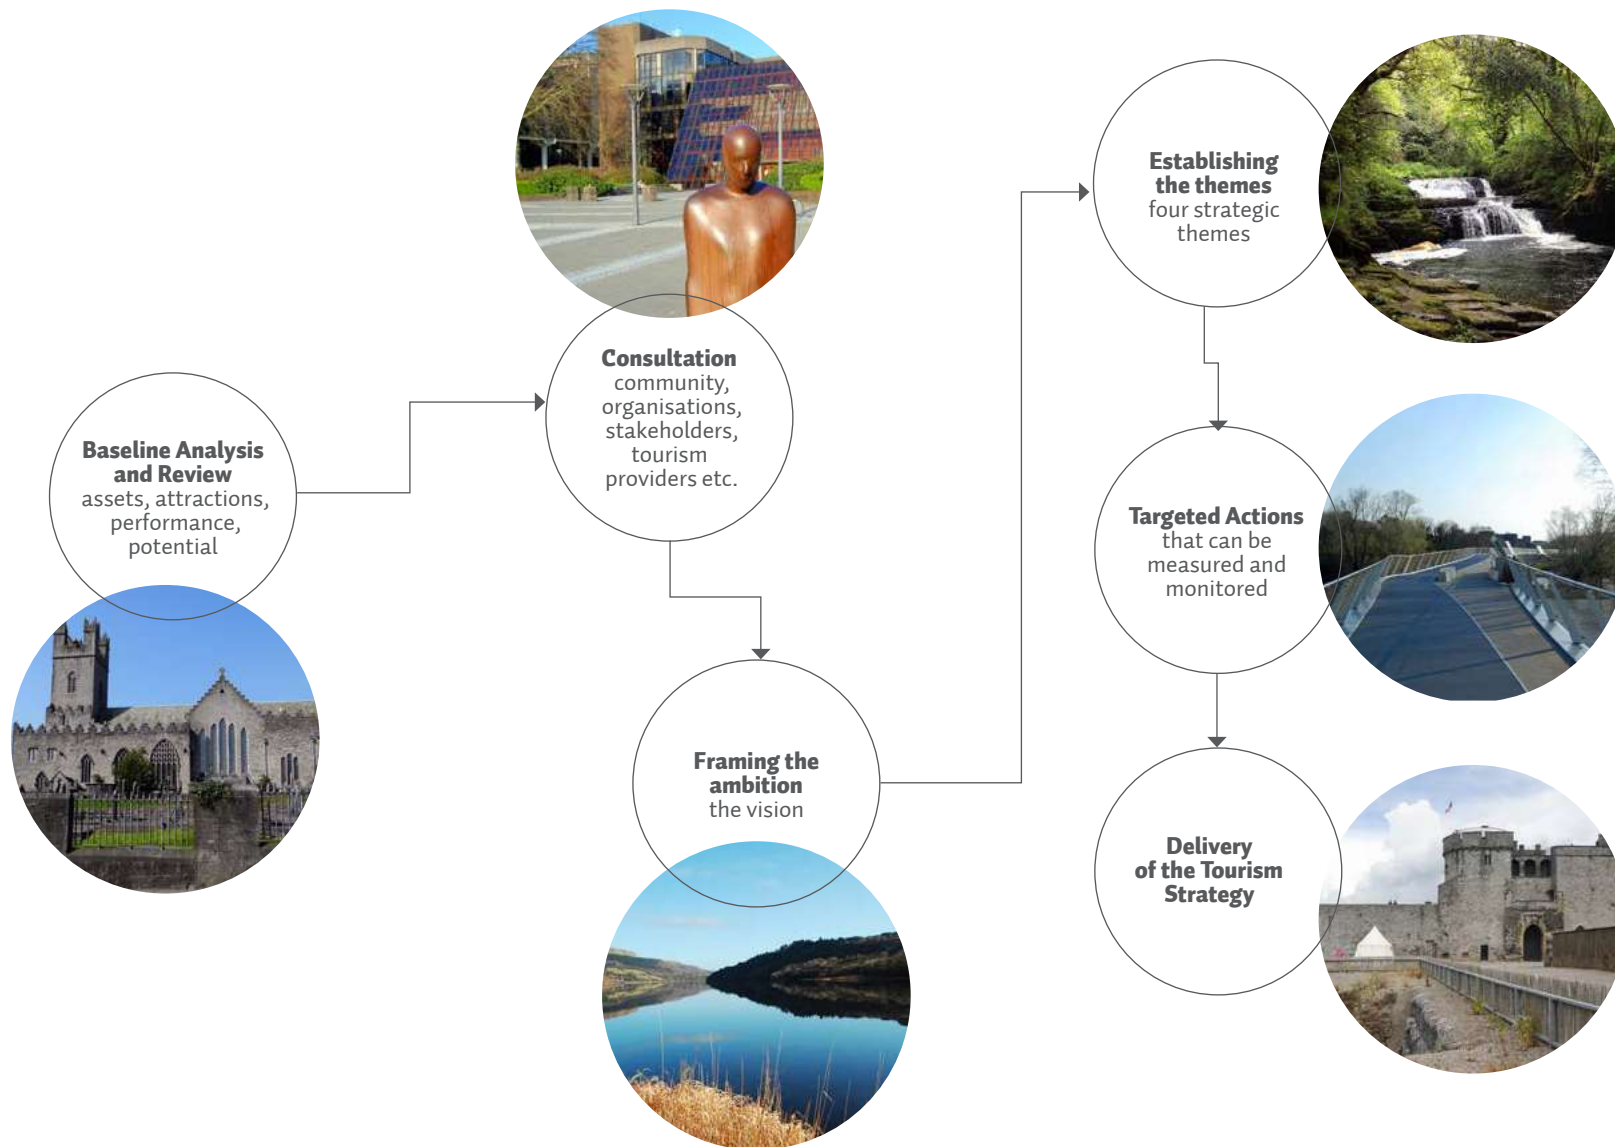 Baseline Analysis
and Review
assets, attractions,
performance,
potential
Consultation
community,
organisations,
stakeholders,
tourism
providers etc.
Framing the
ambition
the vision
Establishing
the themes
four strategic
themes
Targeted Actions
that can be
measured and
monitored
Delivery
of the Tourism
Strategy